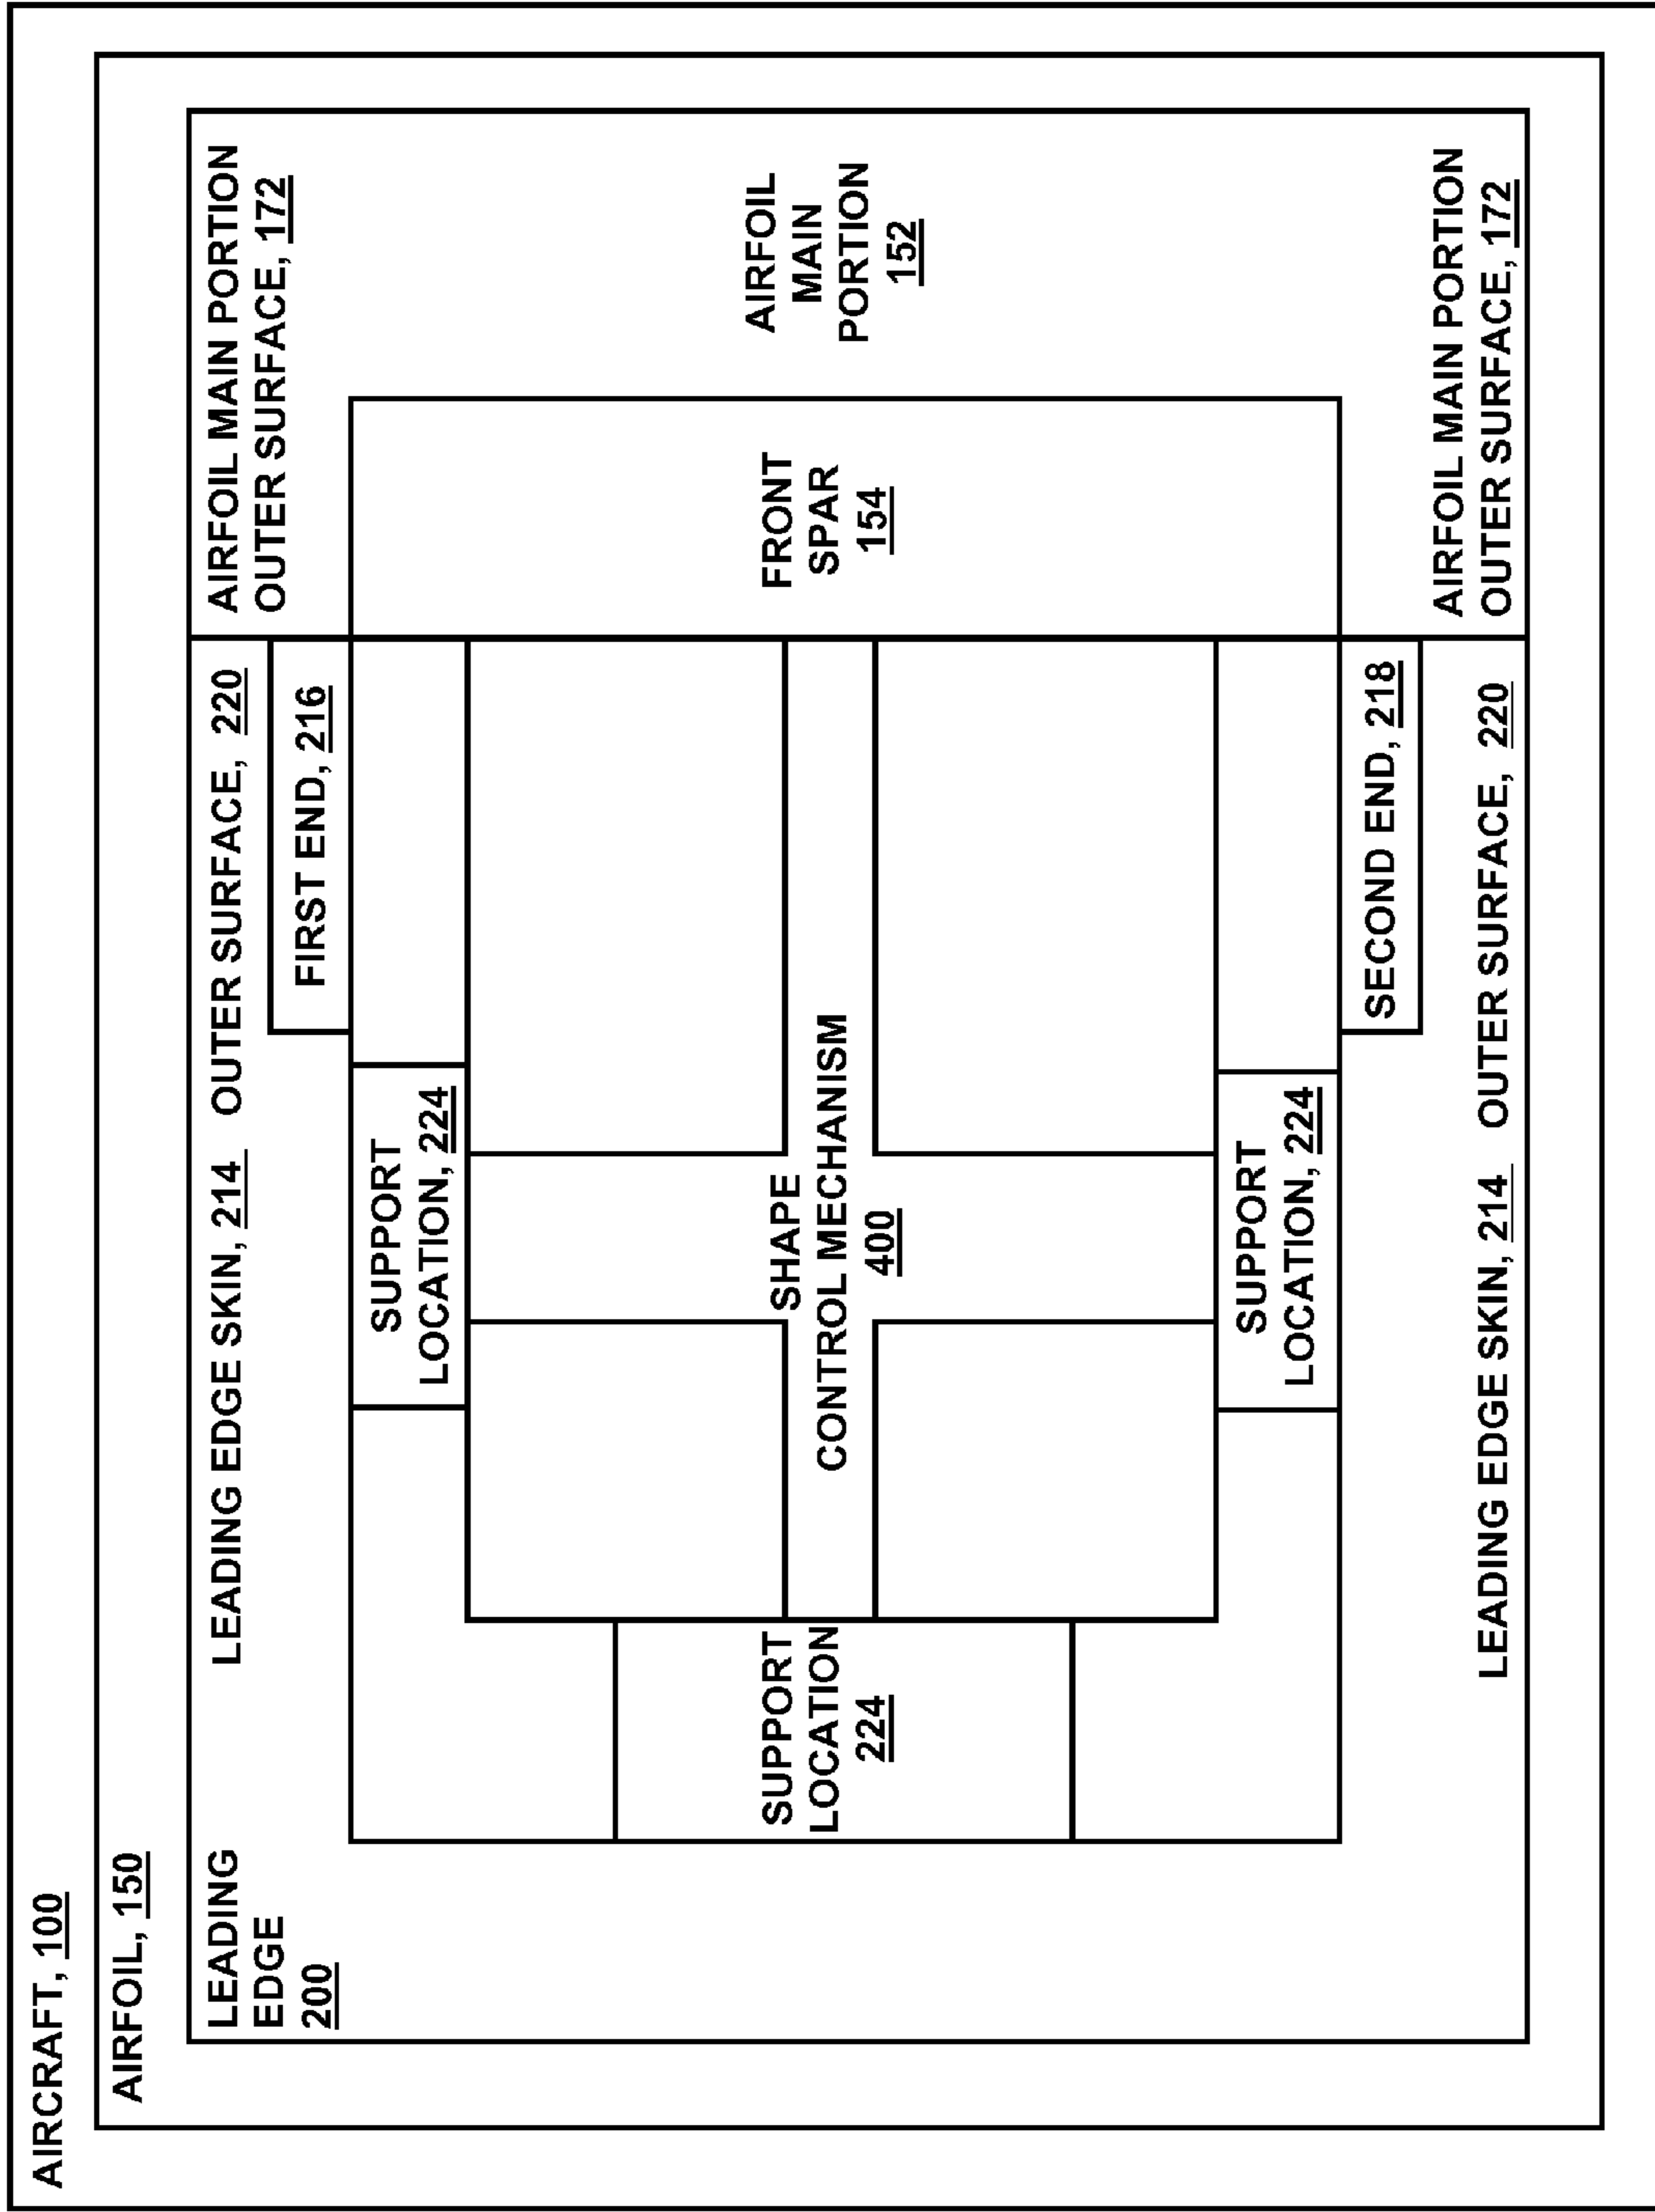 AIRCRAFT, 100
AIRFOIL, 150
LEADING
EDGE
200
LEADING EDGE SKIN, 214
OUTER SURFACE, 220
AIRFOIL MAIN PORTION
OUTER SURFACE, 172
FIRST END, 216
SUPPORT
LOCATION, 224
SUPPORT
LOCATION
224
SHAPE
CONTROL MECHANISM
400
FRONT
SPAR
154
AIRFOIL
MAIN
PORTION
152
SUPPORT
LOCATION, 224
SECOND END, 218
LEADING EDGE SKIN, 214
OUTER SURFACE, 220
AIRFOIL MAIN PORTION
OUTER SURFACE, 172